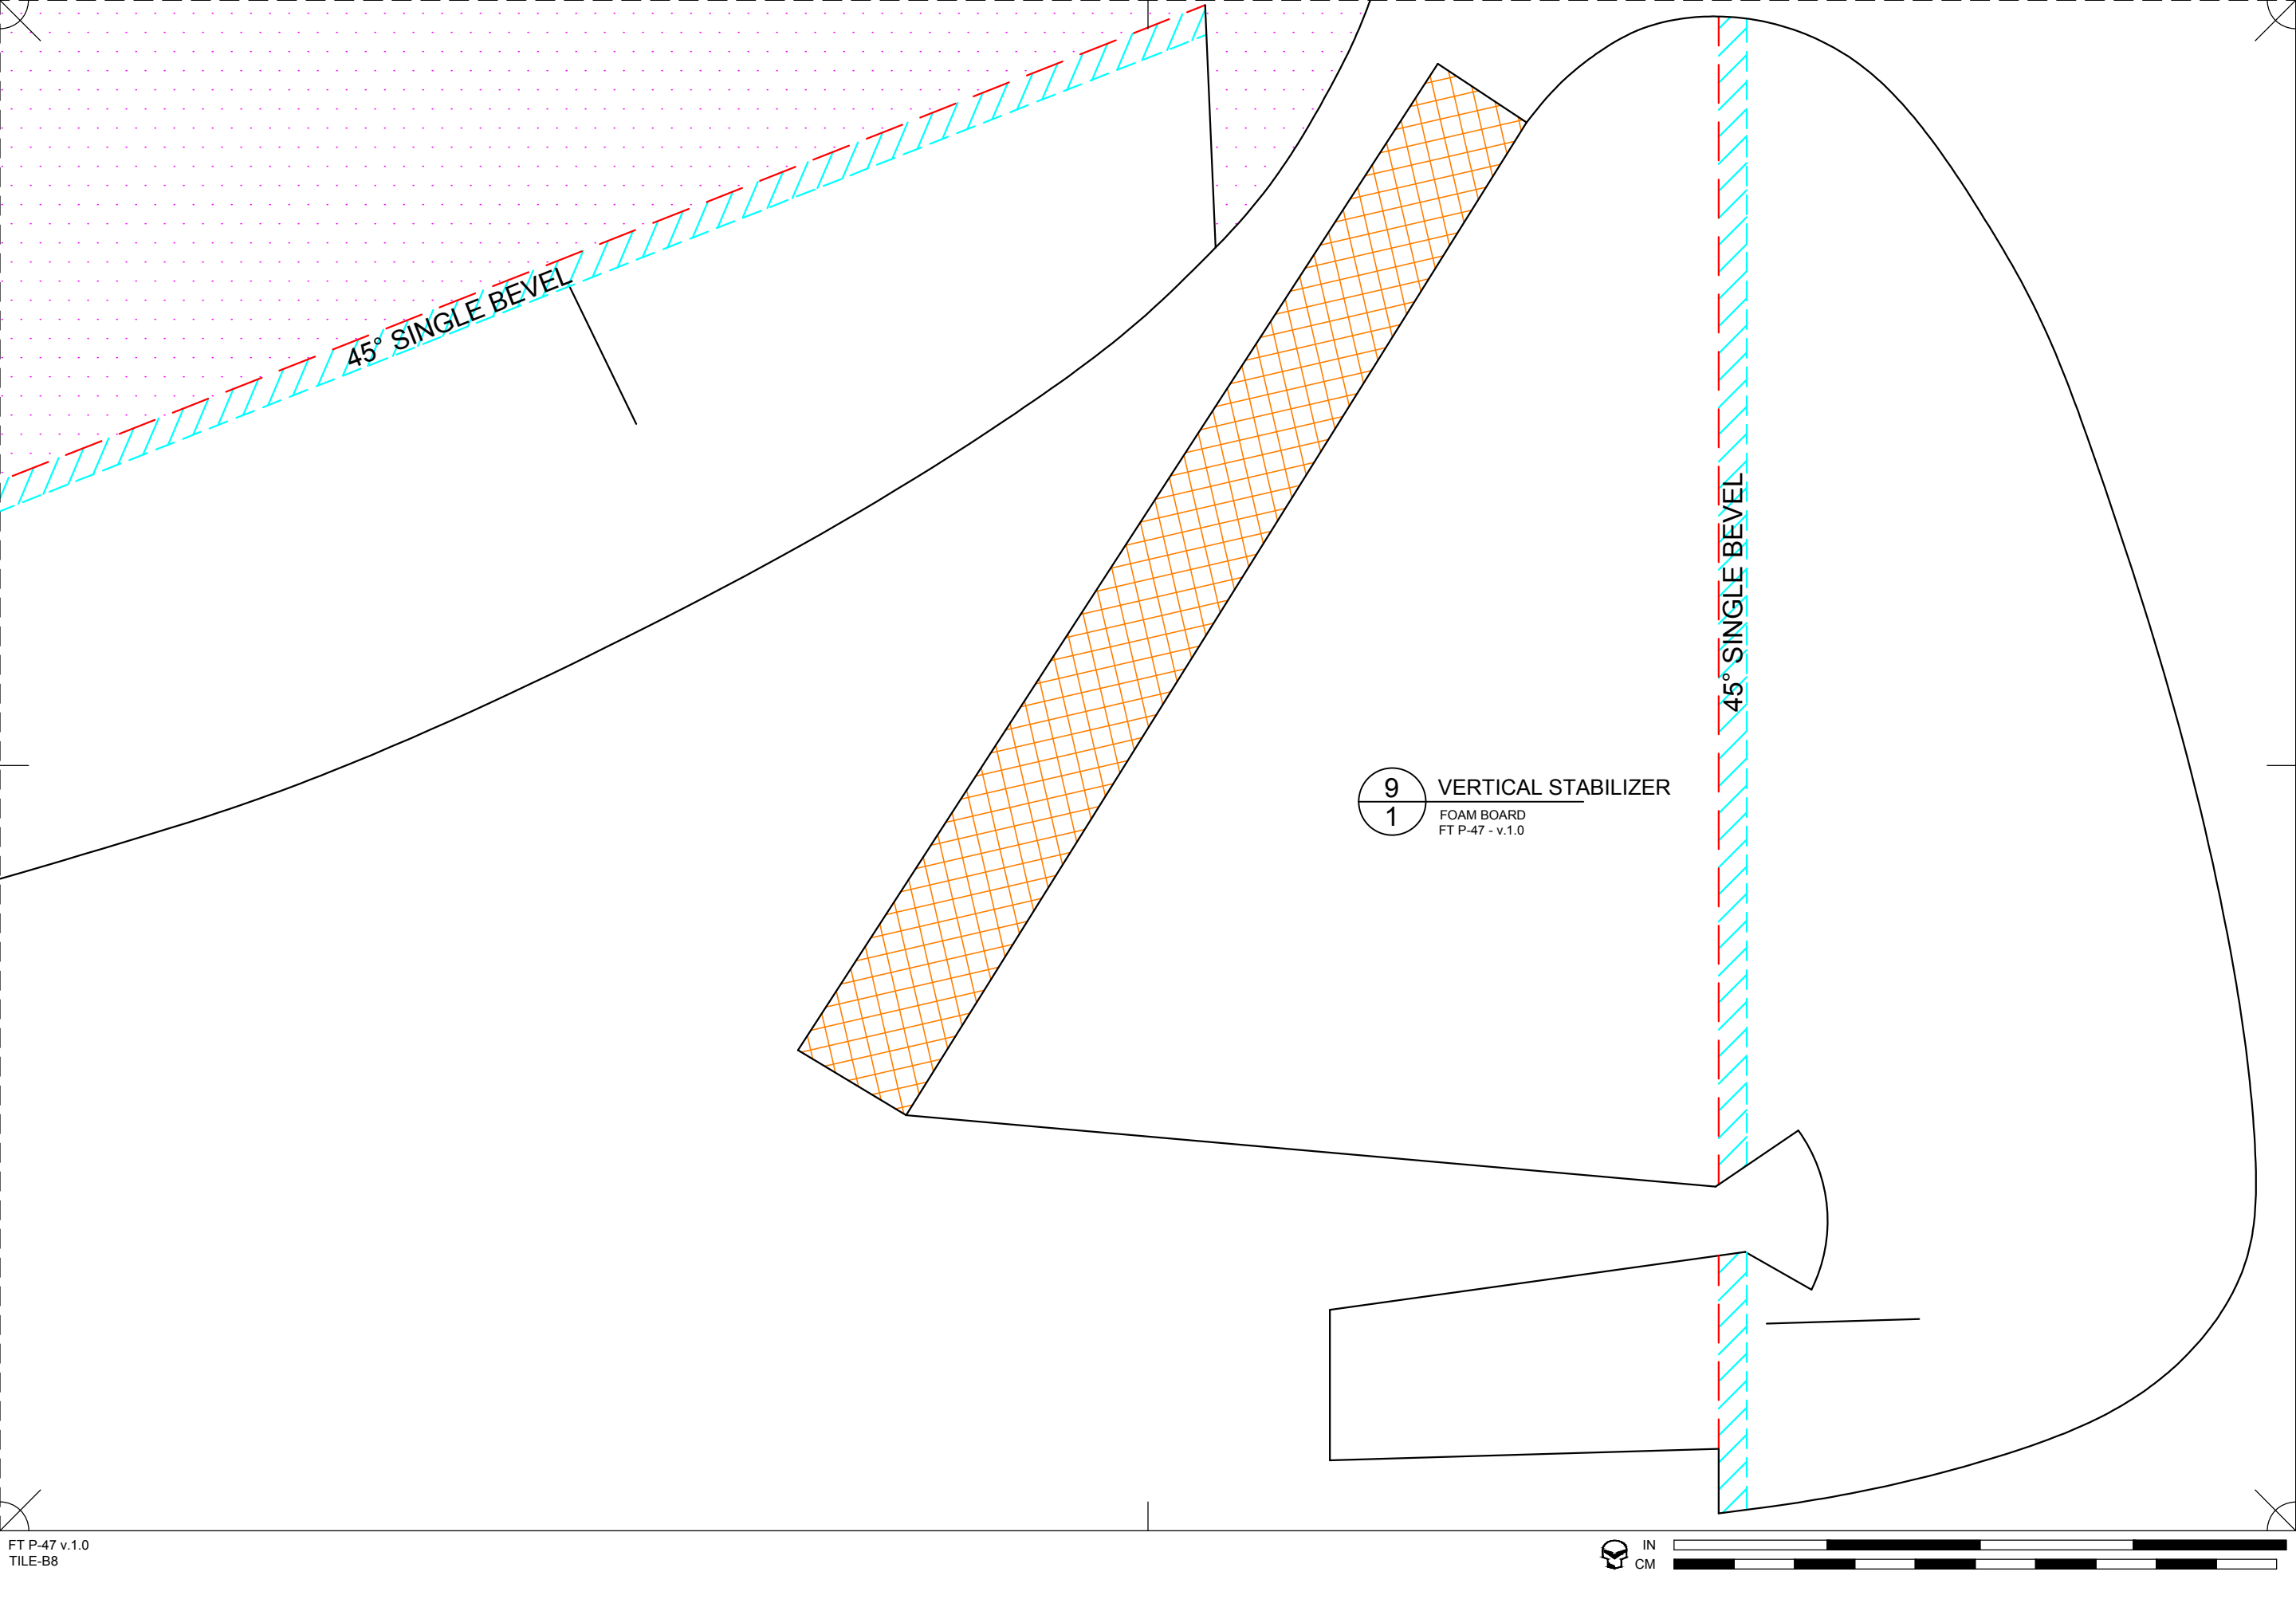 45° SINGLE BEVEL
45° SINGLE BEVEL
9
1
VERTICAL STABILIZER
FOAM BOARD
FT P-47 - v.1.0
FT P-47 v.1.0
TILE-B8
IN
CM